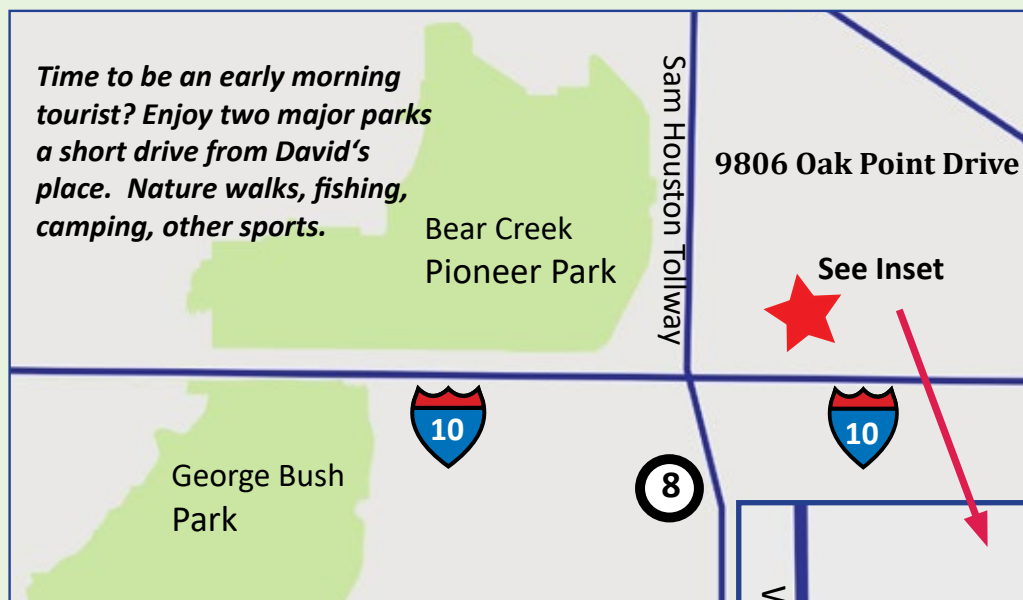 Time to be an early morning
tourist? Enjoy two major parks
a short drive from David‘s
place.  Nature walks, fishing,
camping, other sports.
Bear Creek
Pioneer Park
Sam Houston Tollway
9806 Oak Point Drive
See Inset
10
10
George Bush
Park
8